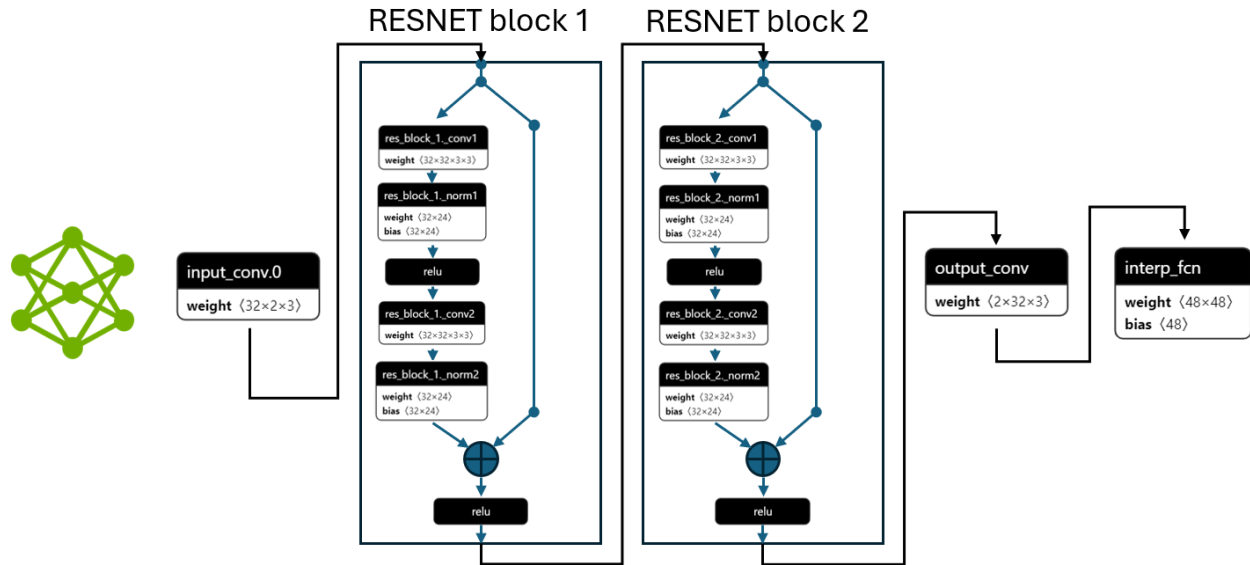 RESNET block 1
RESNET block 2
input_conv.0
weight ⟨32×2×3⟩
res_block_1._conv1
weight ⟨32×32×3×3⟩
res_block_1._norm1
weight ⟨32×24⟩
bias ⟨32×24⟩
relu
res_block_1._conv2
weight ⟨32×32×3×3⟩
res_block_1._norm2
weight ⟨32×24⟩
bias ⟨32×24⟩
relu
res_block_2._conv1
weight ⟨32×32×3×3⟩
res_block_2._norm1
weight ⟨32×24⟩
bias ⟨32×24⟩
relu
res_block_2._conv2
weight ⟨32×32×3×3⟩
res_block_2._norm2
weight ⟨32×24⟩
bias ⟨32×24⟩
relu
output_conv
weight ⟨2×32×3⟩
interp_fcn
weight ⟨48×48⟩
bias ⟨48⟩